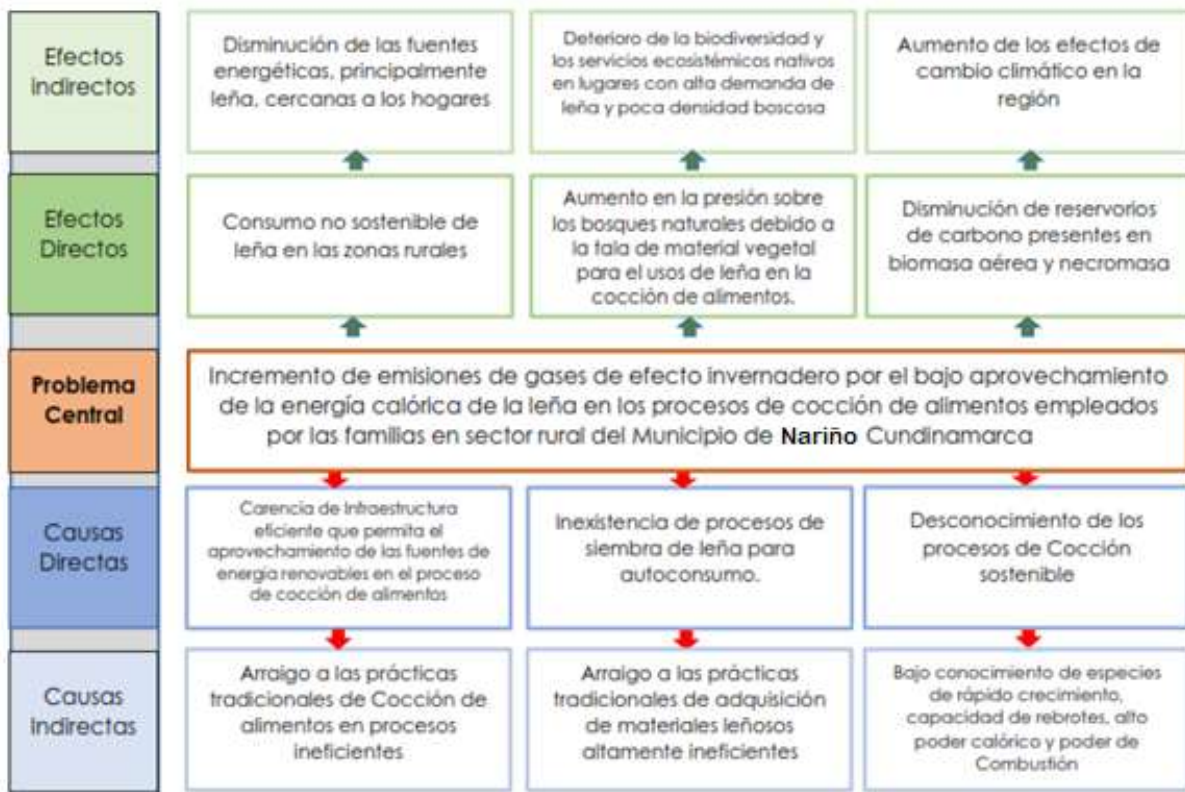 Efectos
Indirectos
Disminución de las fuentes
energéticas, principalmente
leña, cercanas a los hogares
Deterioro de la biodiversidad y
los servicios ecosistémicos nativos
en lugares con alta demanda de
leña y poca densidad boscosa
Aumento de los efectos de
cambio climático en la
región
Efectos
Directos
Consumo no sostenible de
leña en las zonas rurales
Aumento en la presión sobre
los bosques naturales debido a
la tala de material vegetal
para el usos de leña en la
cocción de alimentos.
Disminución de reservorios
de carbono presentes en
biomasa aérea y necromasa
Problema
Central
Incremento de emisiones de gases de efecto invernadero por el bajo aprovechamiento
de la energía calórica de la leña en los procesos de cocción de alimentos empleados
por las familias en sector rural del Municipio de Nariño Cundinamarca
Causas
Directas
Carencia de Infraestructura
eficiente que permita el
aprovechamiento de las fuentes de
energía renovables en el proceso
de cocción de alimentos
Inexistencia de procesos de
siembra de leña para
autoconsumo.
Desconocimiento de los
procesos de Cocción
sostenible
Causas
Indirectas
Arraigo a las prácticas
tradicionales de Cocción de
alimentos en procesos
ineficientes
Arraigo a las prácticas
tradicionales de adquisición
de materiales leñosos
altamente ineficientes
Bajo conocimiento de especies
de rápido crecimiento,
capacidad de rebrotes, alto
poder calórico y poder de
Combustión